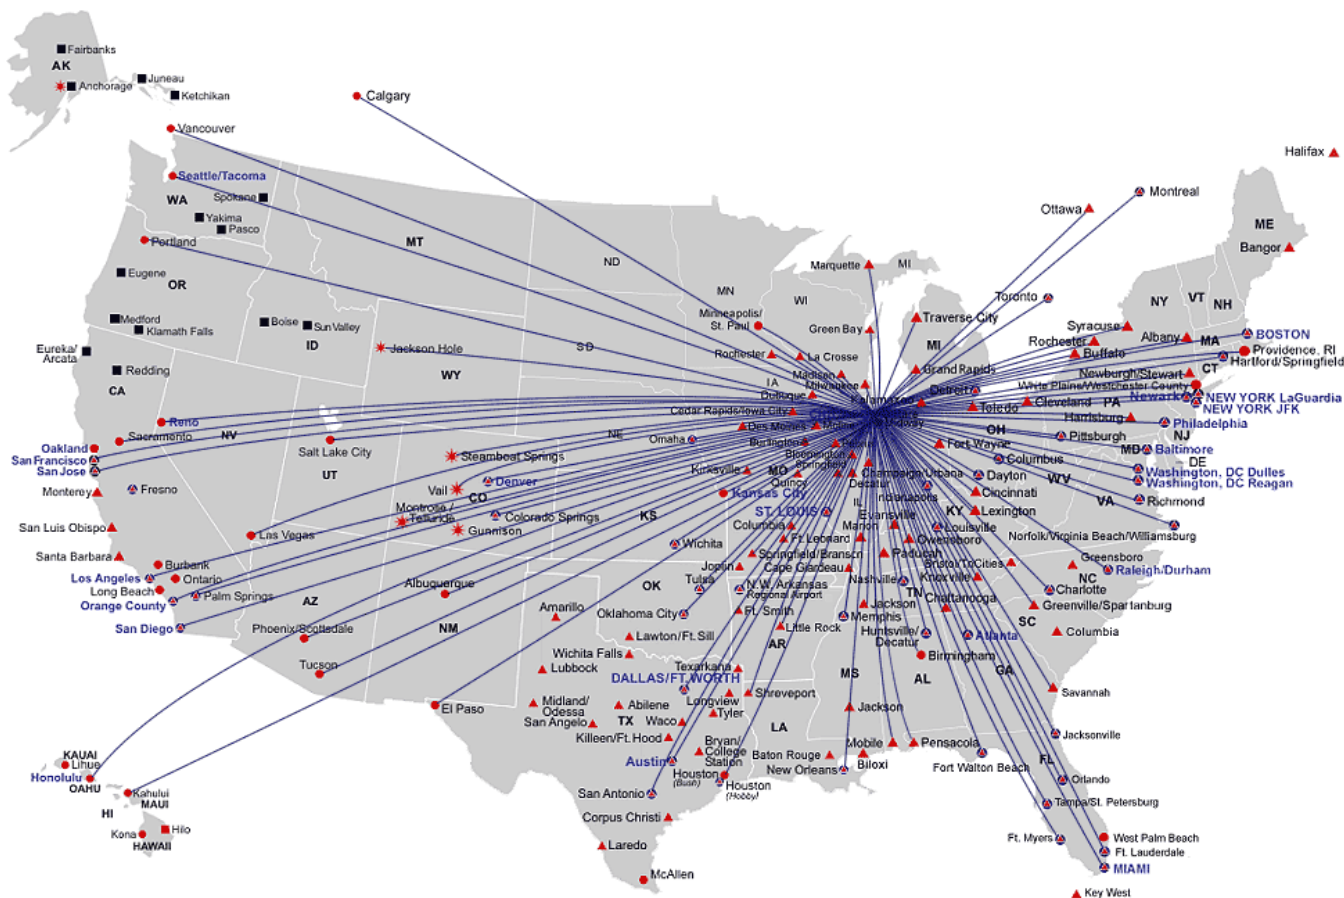 Fairbanks
AK
Anchorage
Juneau
Ketchikan
Calgary
Vancouver
Halifax
Seattle/Tacoma
Montreal
WA
Spokane
Ottawa
Yakima
Pasco
ME
Portland
MT
Bangor
ND
Marquette
MI
Eugene
OR
MN
WI
Toronto
NY
VT
NH
Minneapolis/
St. Paul
Medford
Klamath Falls
Boise
Sun Valley
Green Bay
Traverse City
Syracuse
Rochester
Albany
BOSTON
MA
Eureka/
Arcata
ID
Jackson Hole
SD
Rochester
La Crosse
MI
Buffalo
Providence, RI
Hartford/Springfield
CT
Redding
WY
Madison
Grand Rapids
Newburgh/Stewart
CA
IA
Milwaukee
Detroit
White Plains/Westchester County
Dubuque
Kalamazoo
Newark
NEW YORK LaGuardia
NEW YORK JFK
Cedar Rapids/Iowa City
Toledo
Cleveland
PA
Harrisburg
Reno
NV
NE
Des Moines
Moline
Midway
OH
Philadelphia
Sacramento
Omaha
Burlington
Fort Wayne
Pittsburgh
NJ
Oakland
Salt Lake City
Steamboat Springs
Bloomington
MD
Baltimore
San Francisco
San Jose
UT
Kirksville
MO
Springfield
Columbus
DE
Champaign/Urbana
Dayton
Washington, DC Dulles
Washington, DC Reagan
Quincy
Decatur
WV
Monterey
Fresno
Vail
CO
Denver
Kansas City
Indianapolis
Cincinnati
VA
Richmond
Montrose /
Telluride
Colorado Springs
KS
ST. LOUIS
IL
Evansville
KY
Lexington
San Luis Obispo
Gunnison
Columbia
Marion
Louisville
Las Vegas
Ft. Leonard
Owensboro
Norfolk/Virginia Beach/Williamsburg
Santa Barbara
Wichita
Springfield/Branson
Paducah
Greensboro
Burbank
Joplin
Cape Girardeau
Bristol/TriCities
Raleigh/Durham
Los Angeles
Ontario
Albuquerque
OK
Tulsa
N.W. Arkansas
Regional Airport
Nashville
Knoxville
NC
Long Beach
Palm Springs
TN
Charlotte
Orange County
AZ
Amarillo
Oklahoma City
Ft. Smith
Jackson
Chattanooga
Greenville/Spartanburg
Memphis
SC
San Diego
Phoenix/Scottsdale
NM
Lawton/Ft. Sill
Little Rock
Huntsville/
Decatur
Atlanta
Columbia
AR
Wichita Falls
Birmingham
Tucson
Lubbock
Texarkana
MS
AL
GA
DALLAS/FT. WORTH
Longview
Shreveport
Savannah
El Paso
Midland/
Odessa
Abilene
Tyler
Jackson
San Angelo
TX
Waco
LA
Jacksonville
Killeen/Ft. Hood
Bryan/
College
Station
Mobile
Pensacola
KAUAI
Lihue
Austin
Baton Rouge
Biloxi
Fort Walton Beach
FL
Honolulu
OAHU
Houston
(Bush)
New Orleans
Orlando
Kahului
MAUI
San Antonio
Houston
(Hobby)
Tampa/St. Petersburg
HI
Corpus Christi
Kona
Hilo
HAWAII
Laredo
Ft. Myers
West Palm Beach
Ft. Lauderdale
McAllen
MIAMI
Key West